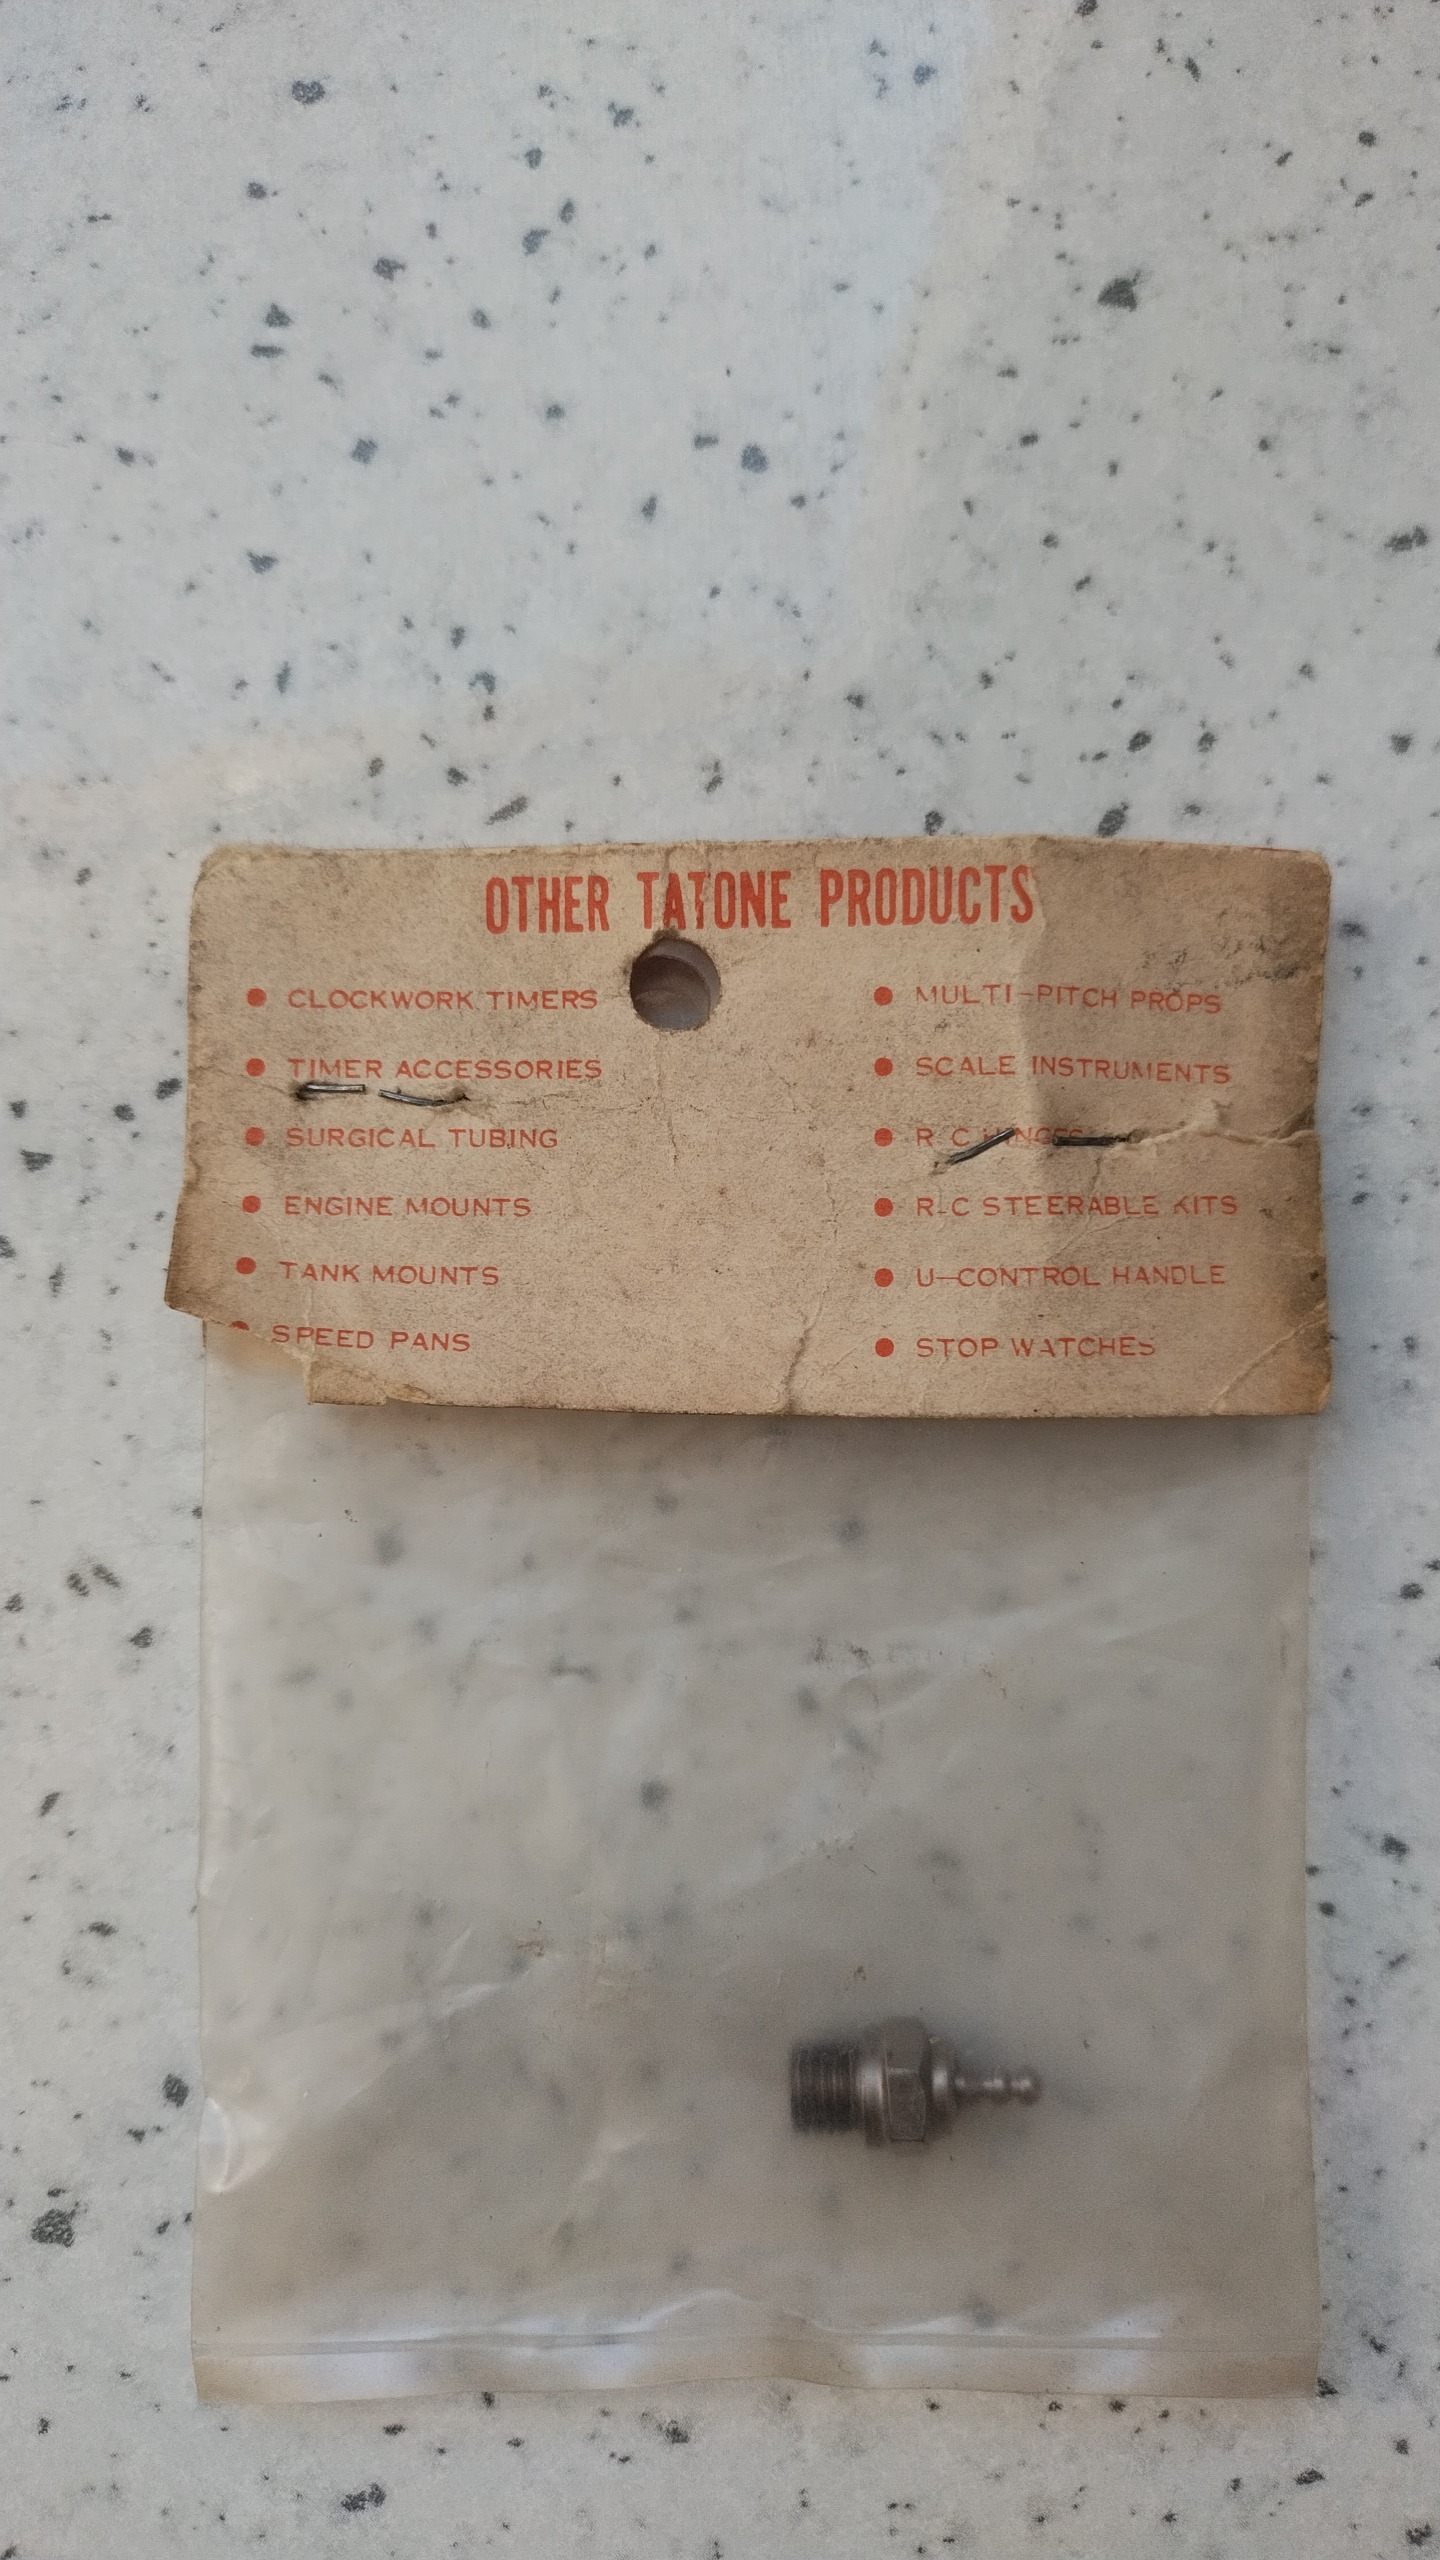 OTHER TATONE PRODUCTS
● CLOCKWORK TIMERS
● TIMER ACCESSORIES
● SURGICAL TUBING
● ENGINE MOUNTS
● TANK MOUNTS
● SPEED PANS
● MULTI-PITCH PROPS
● SCALE INSTRUMENTS
● R-C HINGES
● R-C STEERABLE KITS
● U-CONTROL HANDLE
● STOP WATCHES